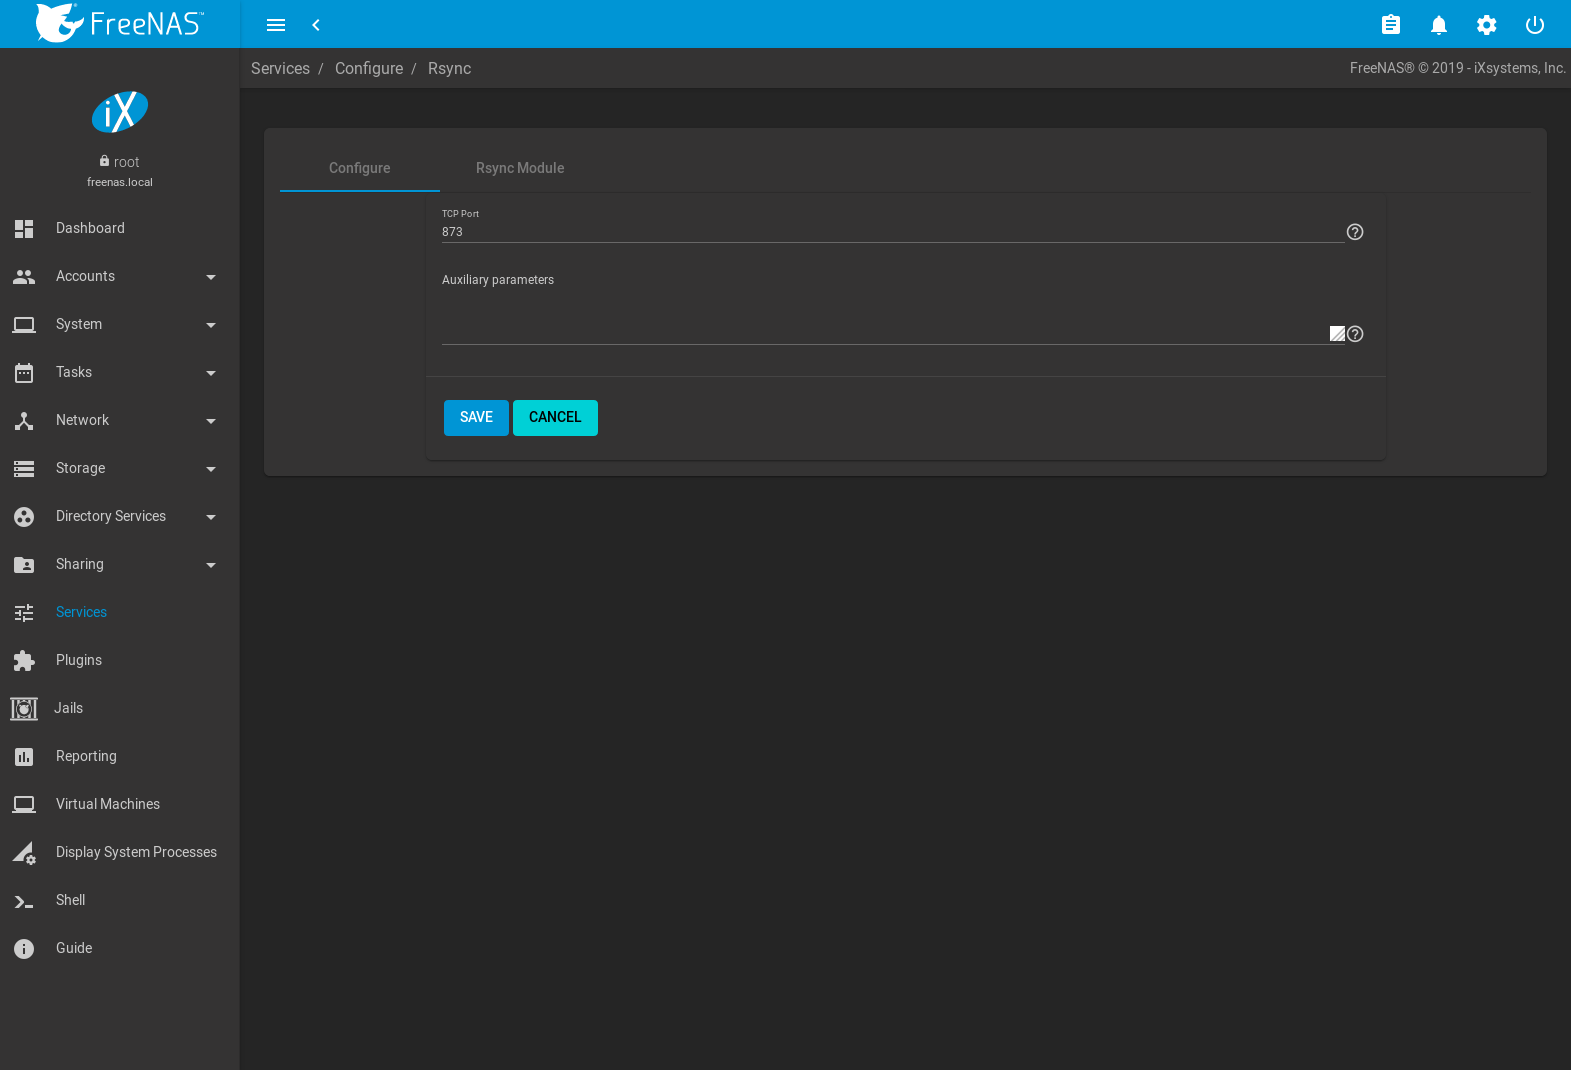 FreeNAS™
Services / Configure / Rsync
FreeNAS® © 2019 - iXsystems, Inc.
iX
root
freenas.local
Dashboard
Accounts
System
Tasks
Network
Storage
Directory Services
Sharing
Services
Plugins
Jails
Reporting
Virtual Machines
Display System Processes
Shell
Guide
Configure Rsync Module
TCP Port
873
Auxiliary parameters
SAVE CANCEL